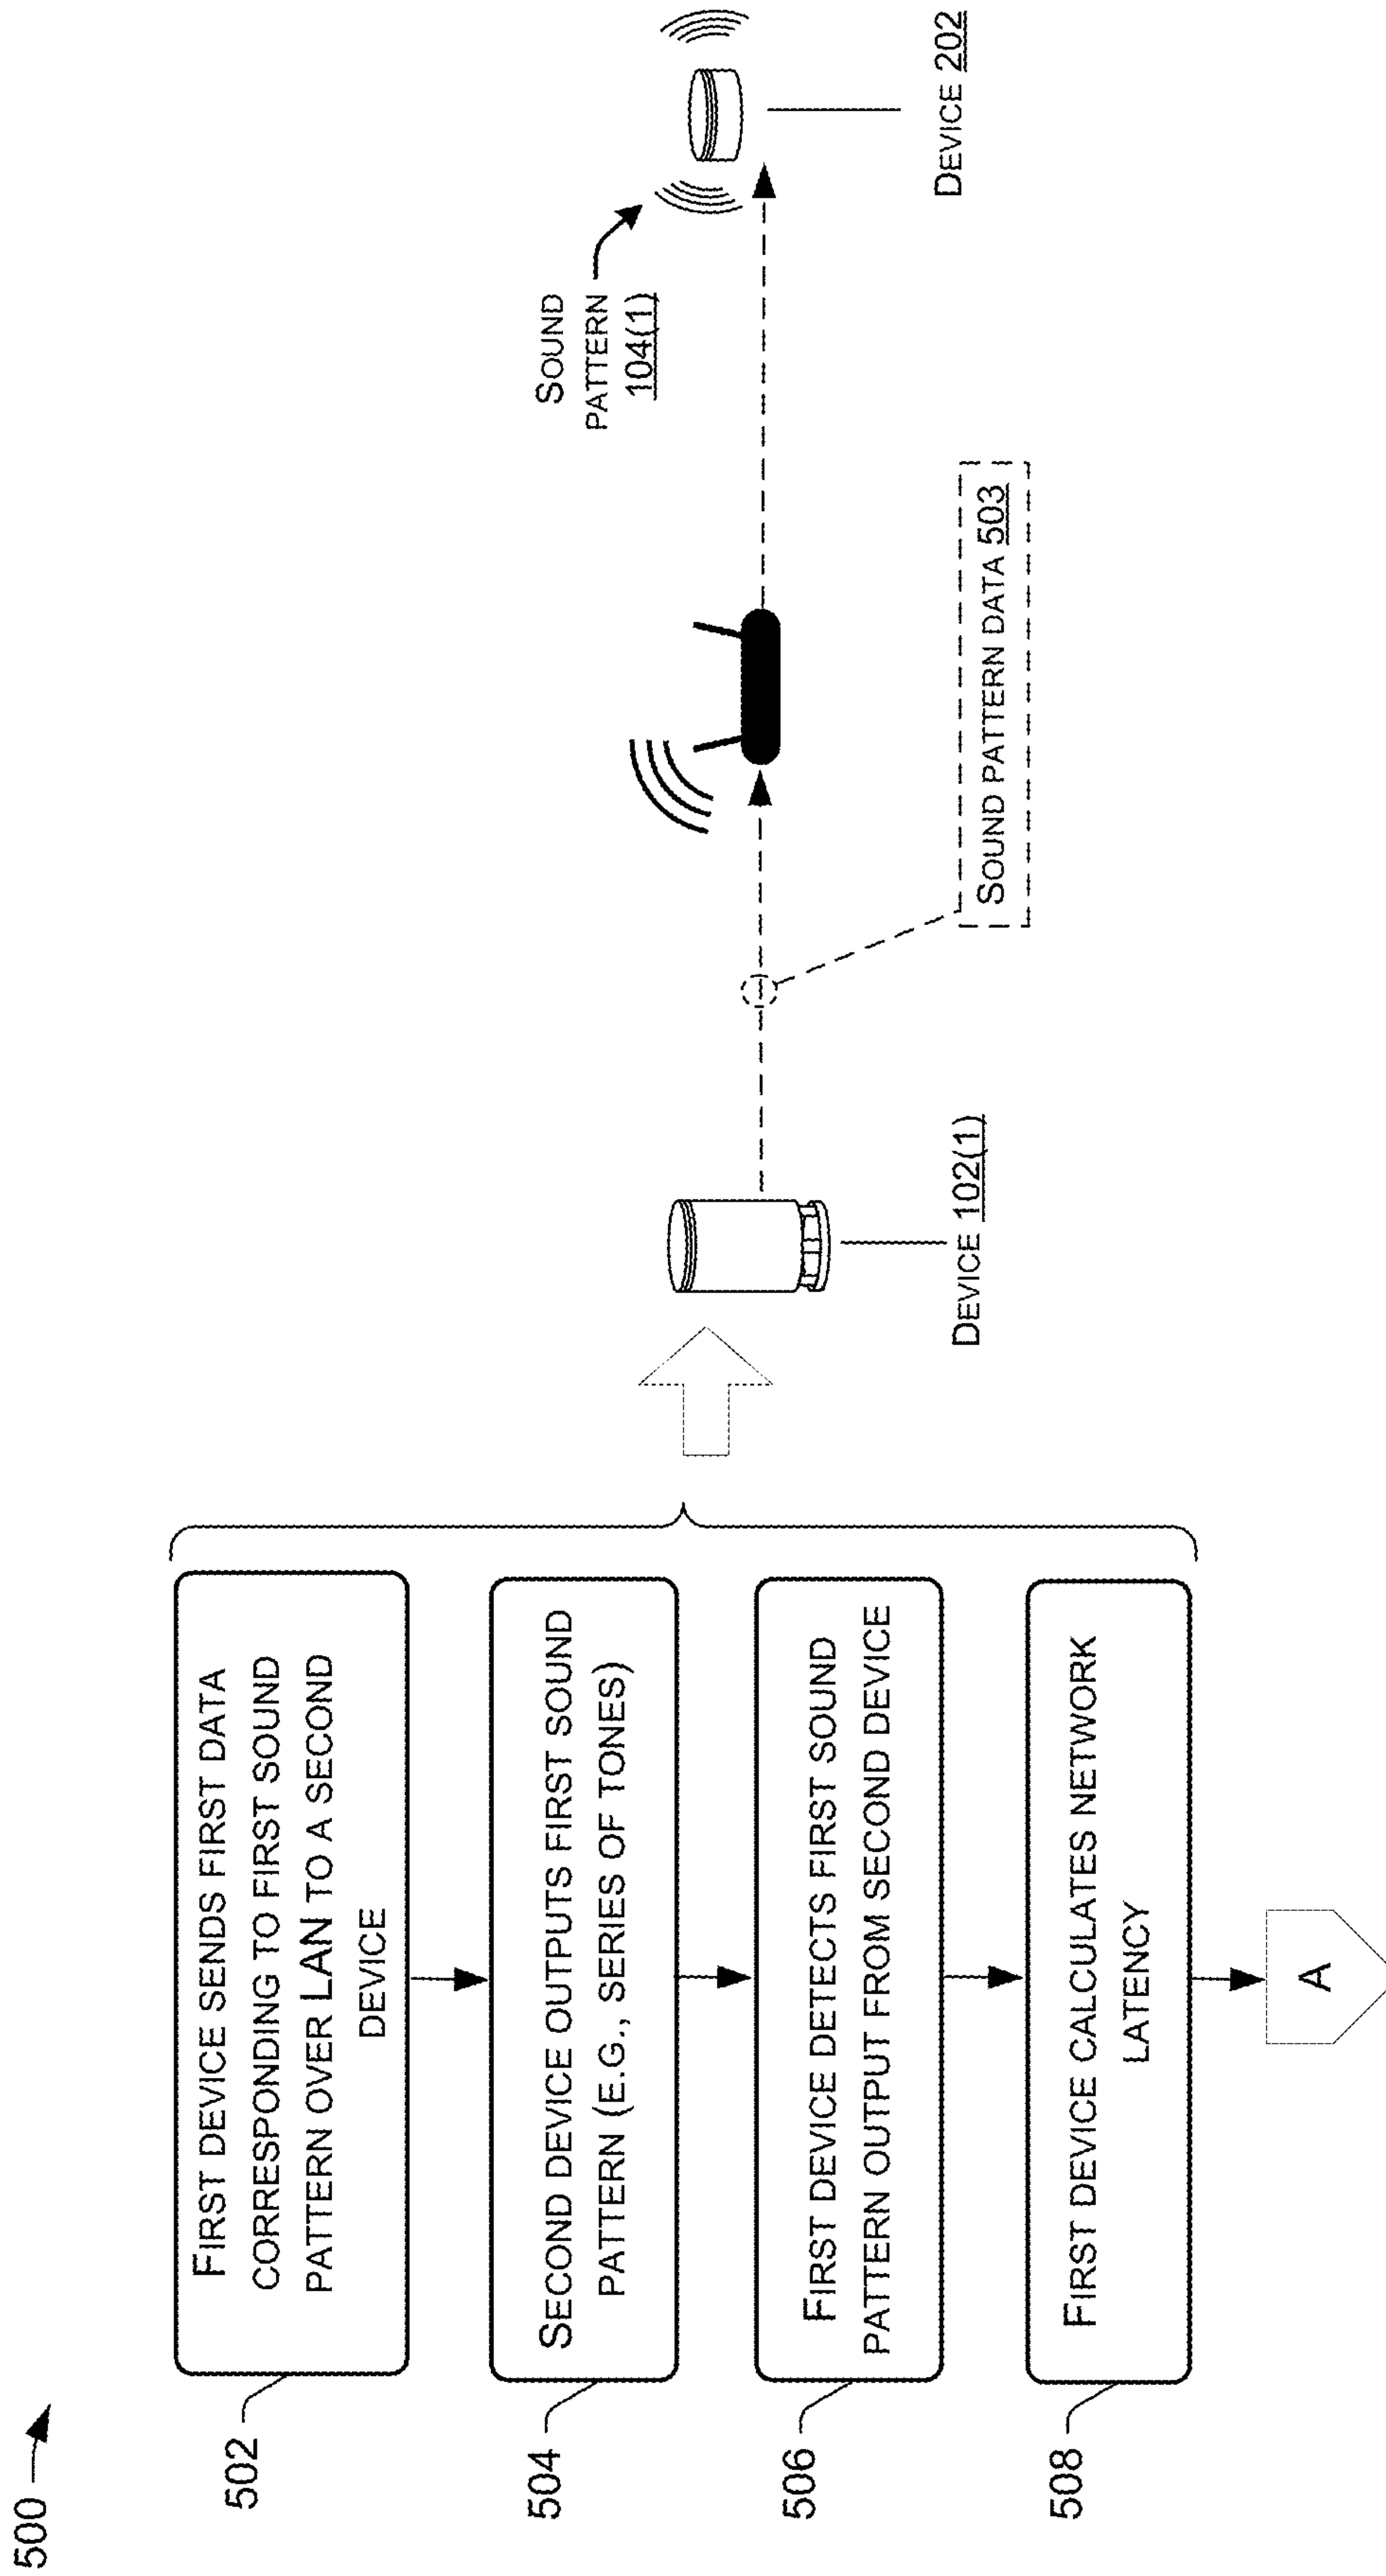 500
502
FIRST DEVICE SENDS FIRST DATA
CORRESPONDING TO FIRST SOUND
PATTERN OVER LAN TO A SECOND
DEVICE
504
SECOND DEVICE OUTPUTS FIRST SOUND
PATTERN (E.G., SERIES OF TONES)
506
FIRST DEVICE DETECTS FIRST SOUND
PATTERN OUTPUT FROM SECOND DEVICE
508
FIRST DEVICE CALCULATES NETWORK
LATENCY
A
SOUND
PATTERN
104(1)
DEVICE 102(1)
SOUND PATTERN DATA 503
DEVICE 202